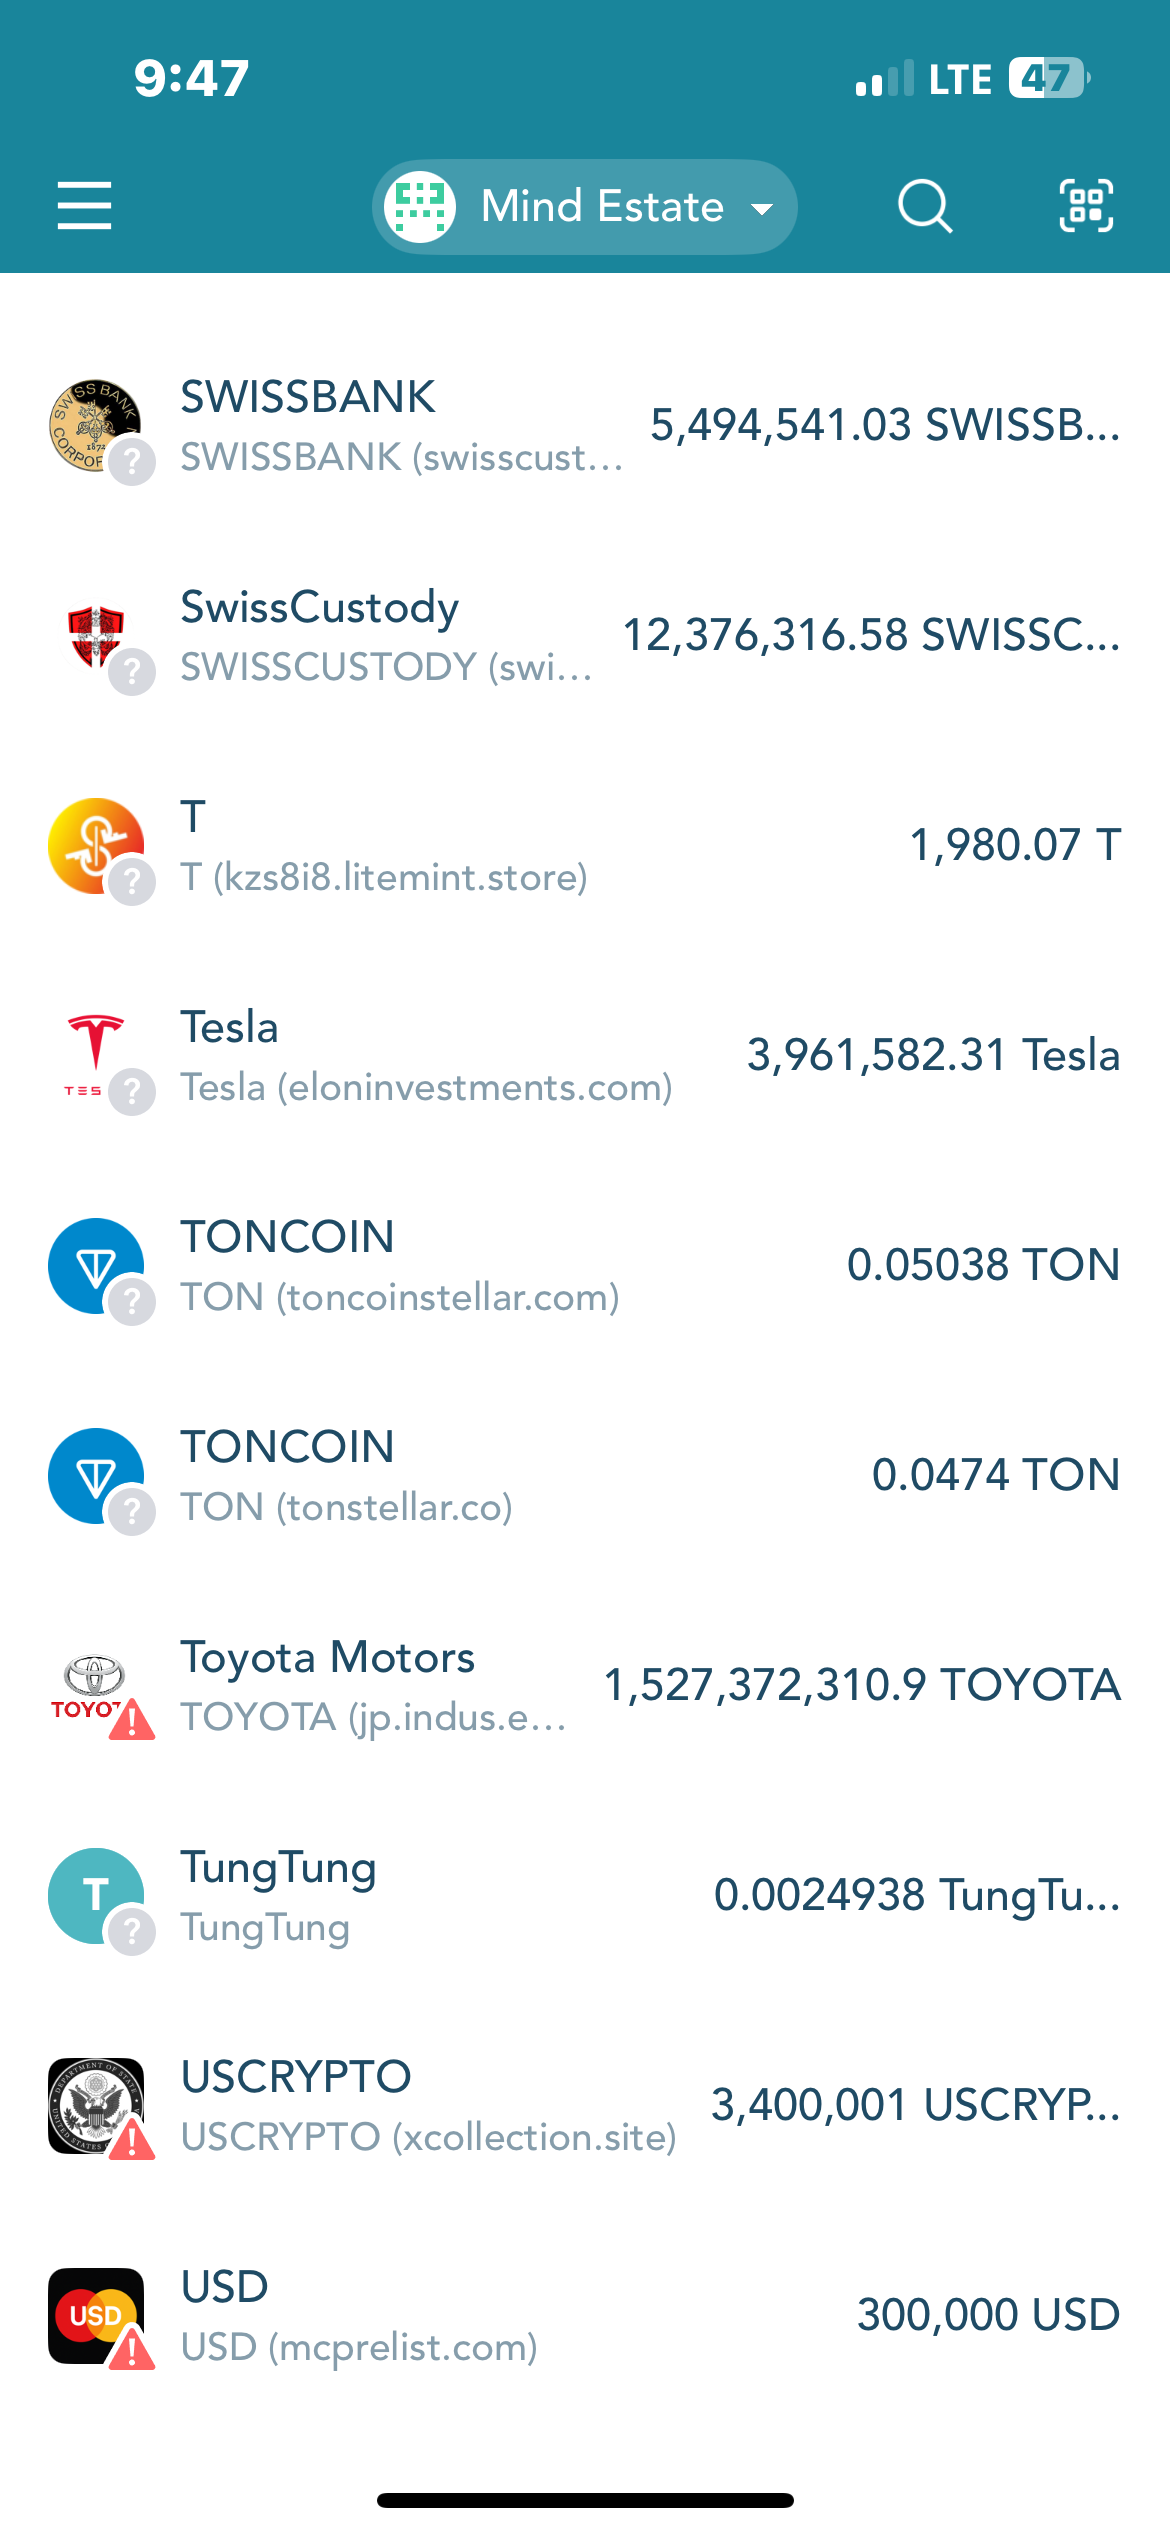 9:47
LTE 47
Mind Estate
SWISSBANK
5,494,541.03 SWISSB...
SWISSBANK (swisscust...
SwissCustody
12,376,316.58 SWISSC...
SWISSCUSTODY (swi...
T
1,980.07 T
T (kzs8i8.litemint.store)
Tesla
3,961,582.31 Tesla
TES
Tesla (eloninvestments.com)
TONCOIN
0.05038 TON
TON (toncoinstellar.com)
TONCOIN
0.0474 TON
TON (tonstellar.co)
Toyota Motors
1,527,372,310.9 TOYOTA
TOYOTA (jp.indus.e...
T
TungTung
0.0024938 TungTu...
TungTung
USCRYPTO
3,400,001 USCRYP...
USCRYPTO (xcollection.site)
USD
USD
300,000 USD
USD (mcprelist.com)